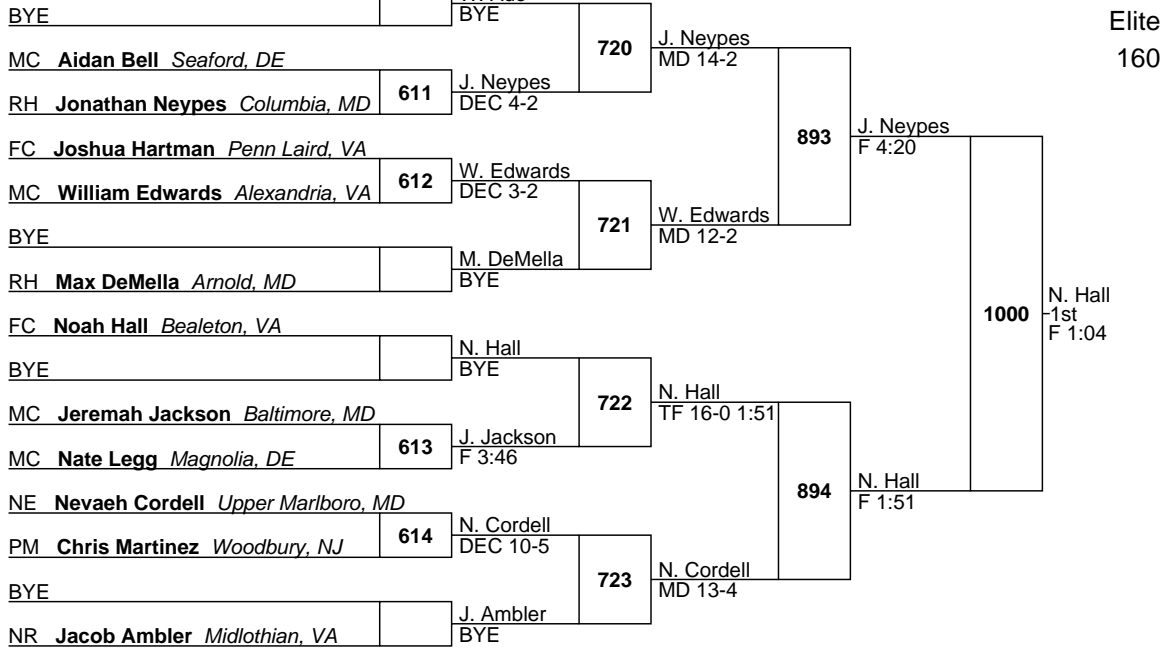 BYE
BYE
Elite
160
720
J. Neypes
MD 14-2
MC Aidan Bell Seaford, DE
611
J. Neypes
DEC 4-2
RH Jonathan Neypes Columbia, MD
893
J. Neypes
F 4:20
FC Joshua Hartman Penn Laird, VA
612
W. Edwards
DEC 3-2
MC William Edwards Alexandria, VA
721
W. Edwards
MD 12-2
BYE
M. DeMella
BYE
RH Max DeMella Arnold, MD
1000
N. Hall
1st
F 1:04
FC Noah Hall Bealeton, VA
N. Hall
BYE
BYE
722
N. Hall
TF 16-0 1:51
MC Jeremah Jackson Baltimore, MD
613
J. Jackson
F 3:46
MC Nate Legg Magnolia, DE
894
N. Hall
F 1:51
NE Nevaeh Cordell Upper Marlboro, MD
614
N. Cordell
DEC 10-5
PM Chris Martinez Woodbury, NJ
723
N. Cordell
MD 13-4
BYE
J. Ambler
BYE
NR Jacob Ambler Midlothian, VA